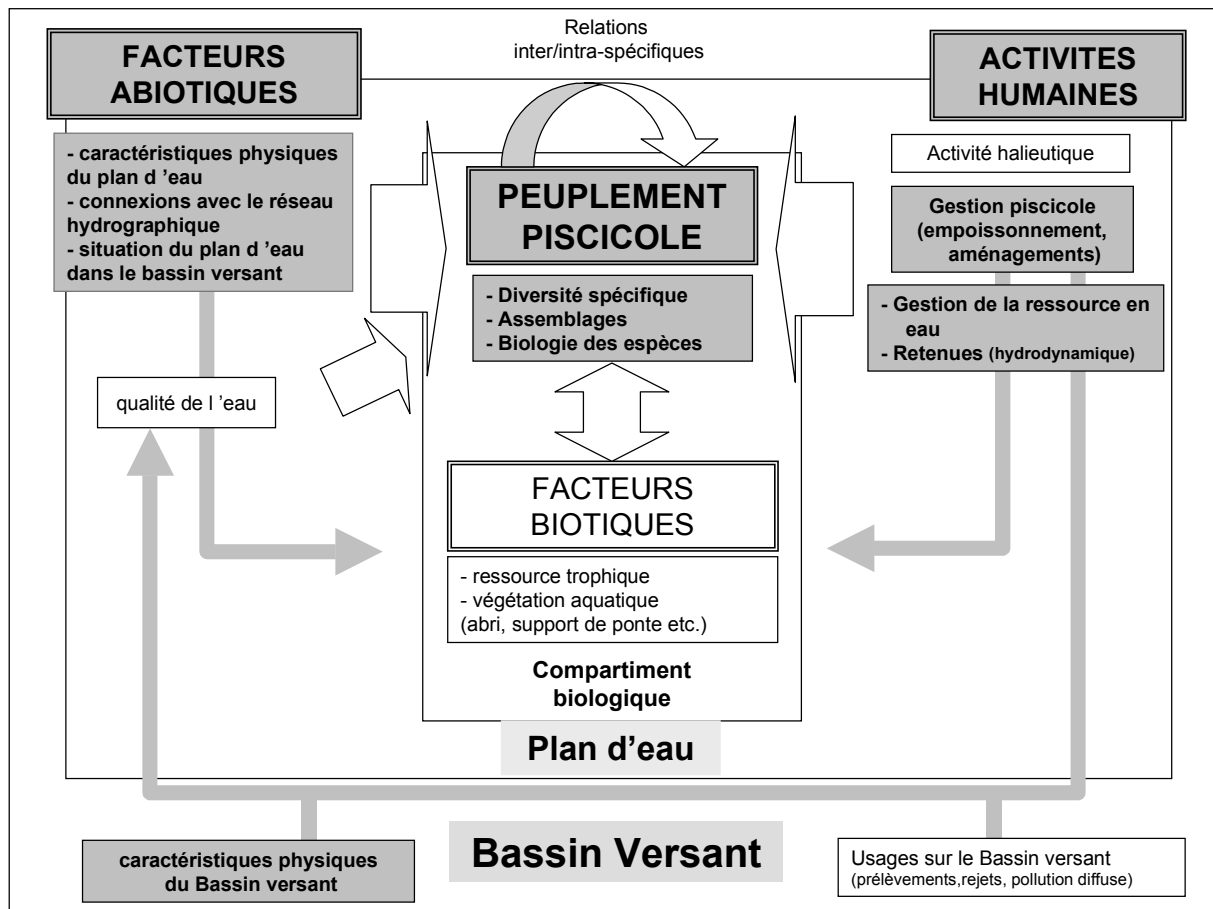 Relations
inter/intra-spécifiques
FACTEURS
ABIOTIQUES
- caractéristiques physiques
du plan d 'eau
- connexions avec le réseau
hydrographique
- situation du plan d 'eau
dans le bassin versant
qualité de l 'eau
PEUPLEMENT
PISCICOLE
- Diversité spécifique
- Assemblages
- Biologie des espèces
FACTEURS
BIOTIQUES
- ressource trophique
- végétation aquatique
(abri, support de ponte etc.)
Compartiment
biologique
Plan d'eau
ACTIVITES
HUMAINES
Activité halieutique
Gestion piscicole
(empoissonnement,
aménagements)
- Gestion de la ressource en
eau
- Retenues (hydrodynamique)
caractéristiques physiques
du Bassin versant
Bassin Versant
Usages sur le Bassin versant
(prélèvements,rejets, pollution diffuse)